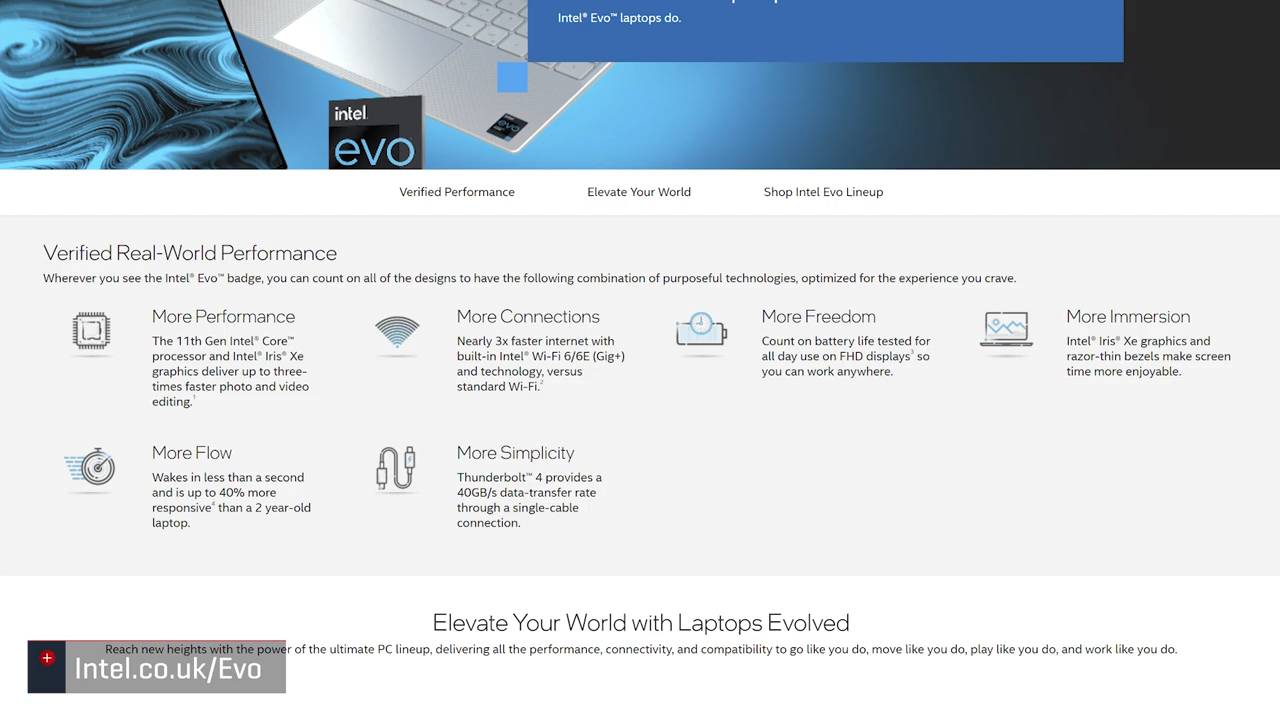 Intel® Evo™ laptops do.
intel.
evo
evo
Verified Performance
Elevate Your World
Shop Intel Evo Lineup
Verified Real-World Performance
Wherever you see the Intel® Evo™ badge, you can count on all of the designs to have the following combination of purposeful technologies, optimized for the experience you crave.
More Performance
The 11th Gen Intel® Core™
processor and Intel® Iris® Xe
graphics deliver up to three-
times faster photo and video
editing.¹
More Connections
Nearly 3x faster internet with
built-in Intel® Wi-Fi 6/6E (Gig+)
and technology, versus
standard Wi-Fi.²
More Freedom
Count on battery life tested for
all day use on FHD displays³ so
you can work anywhere.
More Immersion
Intel® Iris® Xe graphics and
razor-thin bezels make screen
time more enjoyable.
More Flow
Wakes in less than a second
and is up to 40% more
responsive⁴ than a 2 year-old
laptop.
More Simplicity
Thunderbolt™ 4 provides a
40GB/s data-transfer rate
through a single-cable
connection.
Elevate Your World with Laptops Evolved
Reach new heights with the power of the ultimate PC lineup, delivering all the performance, connectivity, and compatibility to go like you do, move like you do, play like you do, and work like you do.
Intel.co.uk/Evo